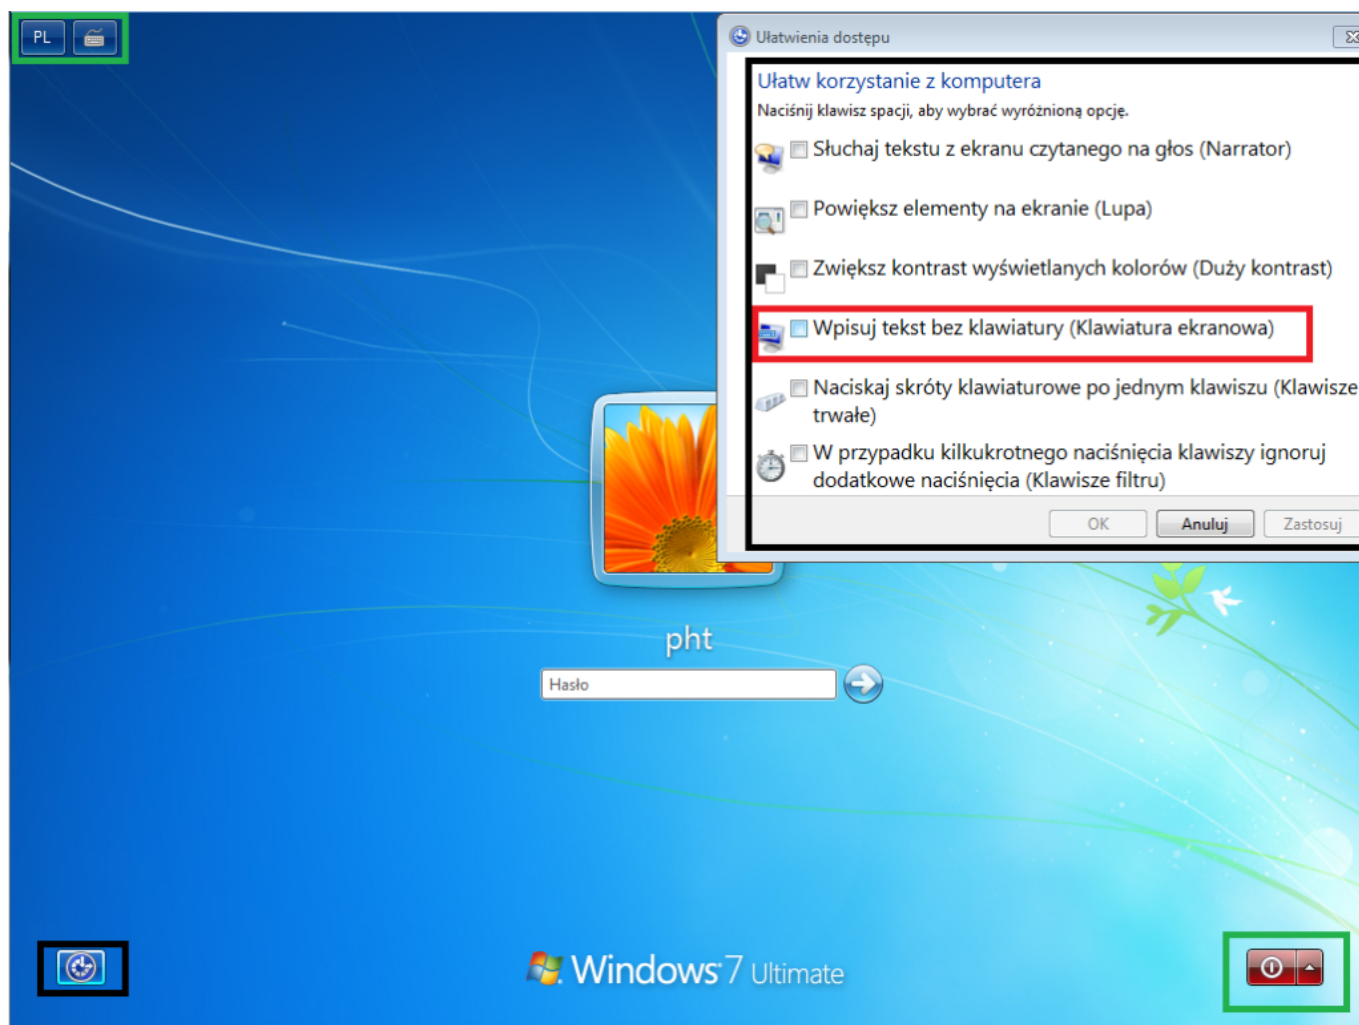 PL
Ułatwienia dostępu
Ułatw korzystanie z komputera
Naciśnij klawisz spacji, aby wybrać wyróżnioną opcję.
Słuchaj tekstu z ekranu czytanego na głos (Narrator)
Powiększ elementy na ekranie (Lupa)
Zwiększ kontrast wyświetlanych kolorów (Duży kontrast)
Wpisuj tekst bez klawiatury (Klawiatura ekranowa)
Naciskaj skróty klawiaturowe po jednym klawiszu (Klawisze
trwałe)
W przypadku kilkukrotnego naciśnięcia klawiszy ignoruj
dodatkowe naciśnięcia (Klawisze filtru)
OK Anuluj Zastosuj
pht
Hasło
Windows 7 Ultimate